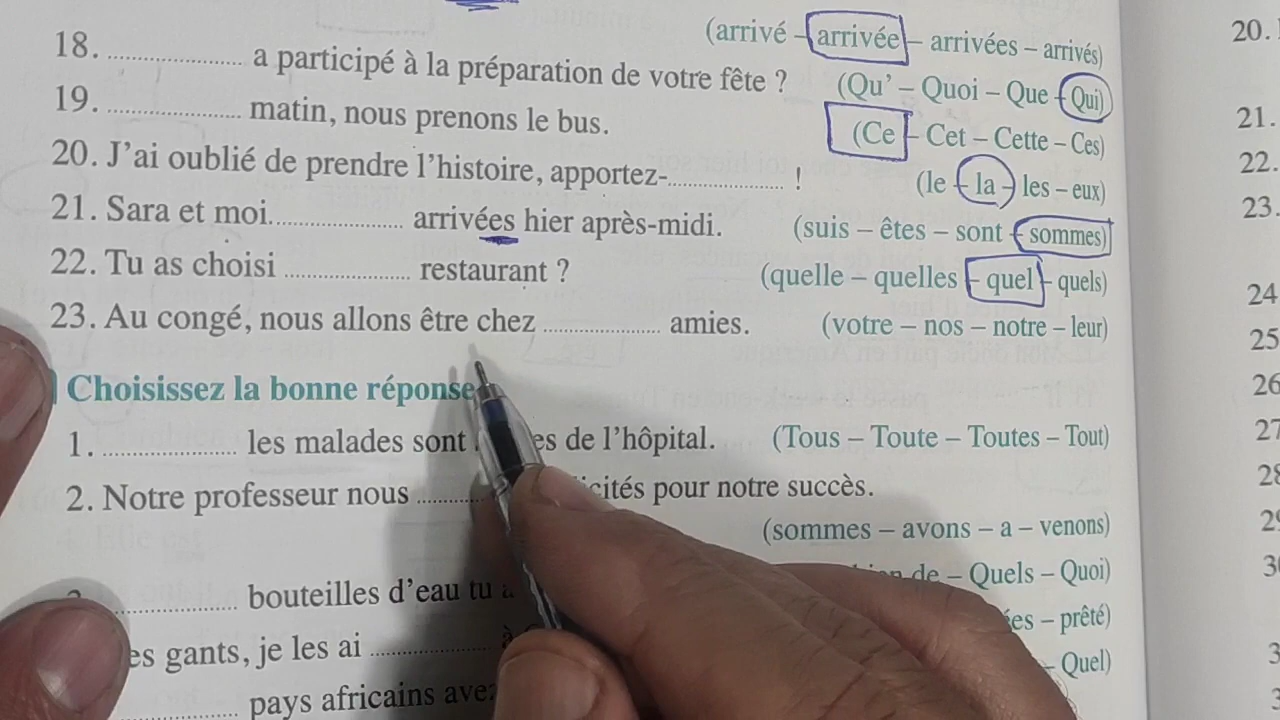 (arrivé – arrivée – arrivées – arrivés)
18. .................... a participé à la préparation de votre fête ? (Qu' – Quoi – Que – Qui)
19. .................... matin, nous prenons le bus. (Ce – Cet – Cette – Ces)
20. J'ai oublié de prendre l'histoire, apportez-.................... ! (le – la – les – eux)
21. Sara et moi.................... arrivées hier après-midi. (suis – êtes – sont – sommes)
22. Tu as choisi .................... restaurant ? (quelle – quelles – quel – quels)
23. Au congé, nous allons être chez .................... amies. (votre – nos – notre – leur)
Choisissez la bonne réponse
1. .................... les malades sont es de l'hôpital. (Tous – Toute – Toutes – Tout)
2. Notre professeur nous .......... cités pour notre succès.
(sommes – avons – a – venons)
.................... bouteilles d'eau tu de – Quels – Quoi)
es gants, je les ai .................... à es – prêté)
– Quel)
.................... pays africains
20.
21.
22.
23.
24
25
26
27
28